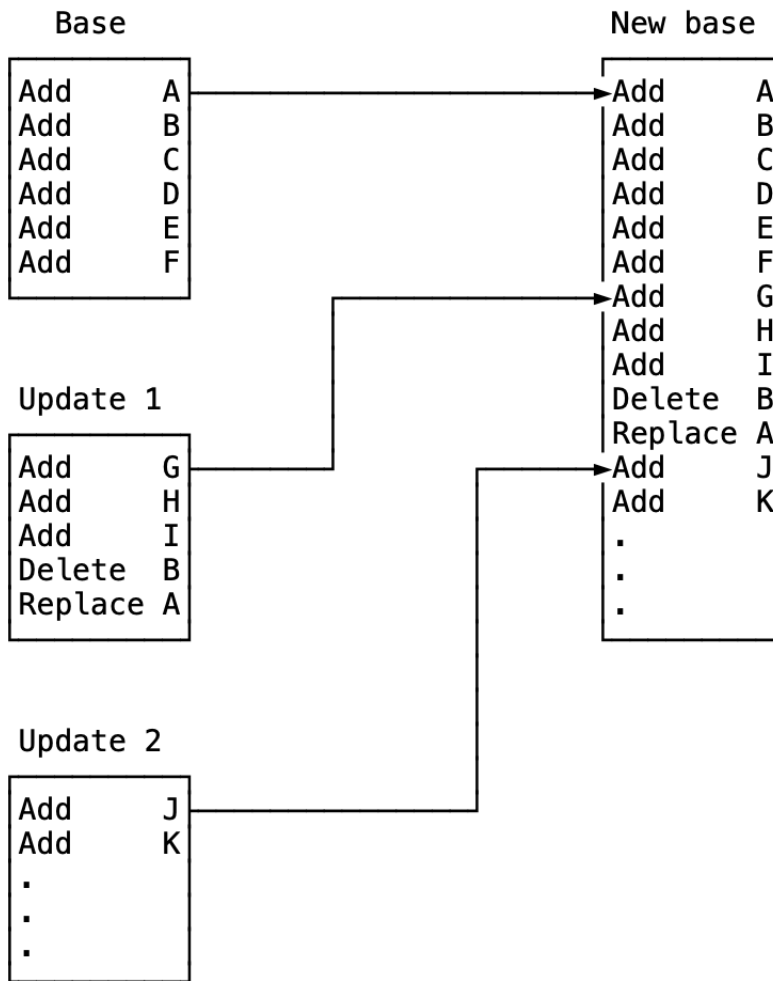 Base
Add A
Add B
Add C
Add D
Add E
Add F
Update 1
Add G
Add H
Add I
Delete B
Replace A
Update 2
Add J
Add K
.
.
.
New base
Add A
Add B
Add C
Add D
Add E
Add F
Add G
Add H
Add I
Delete B
Replace A
Add J
Add K
.
.
.